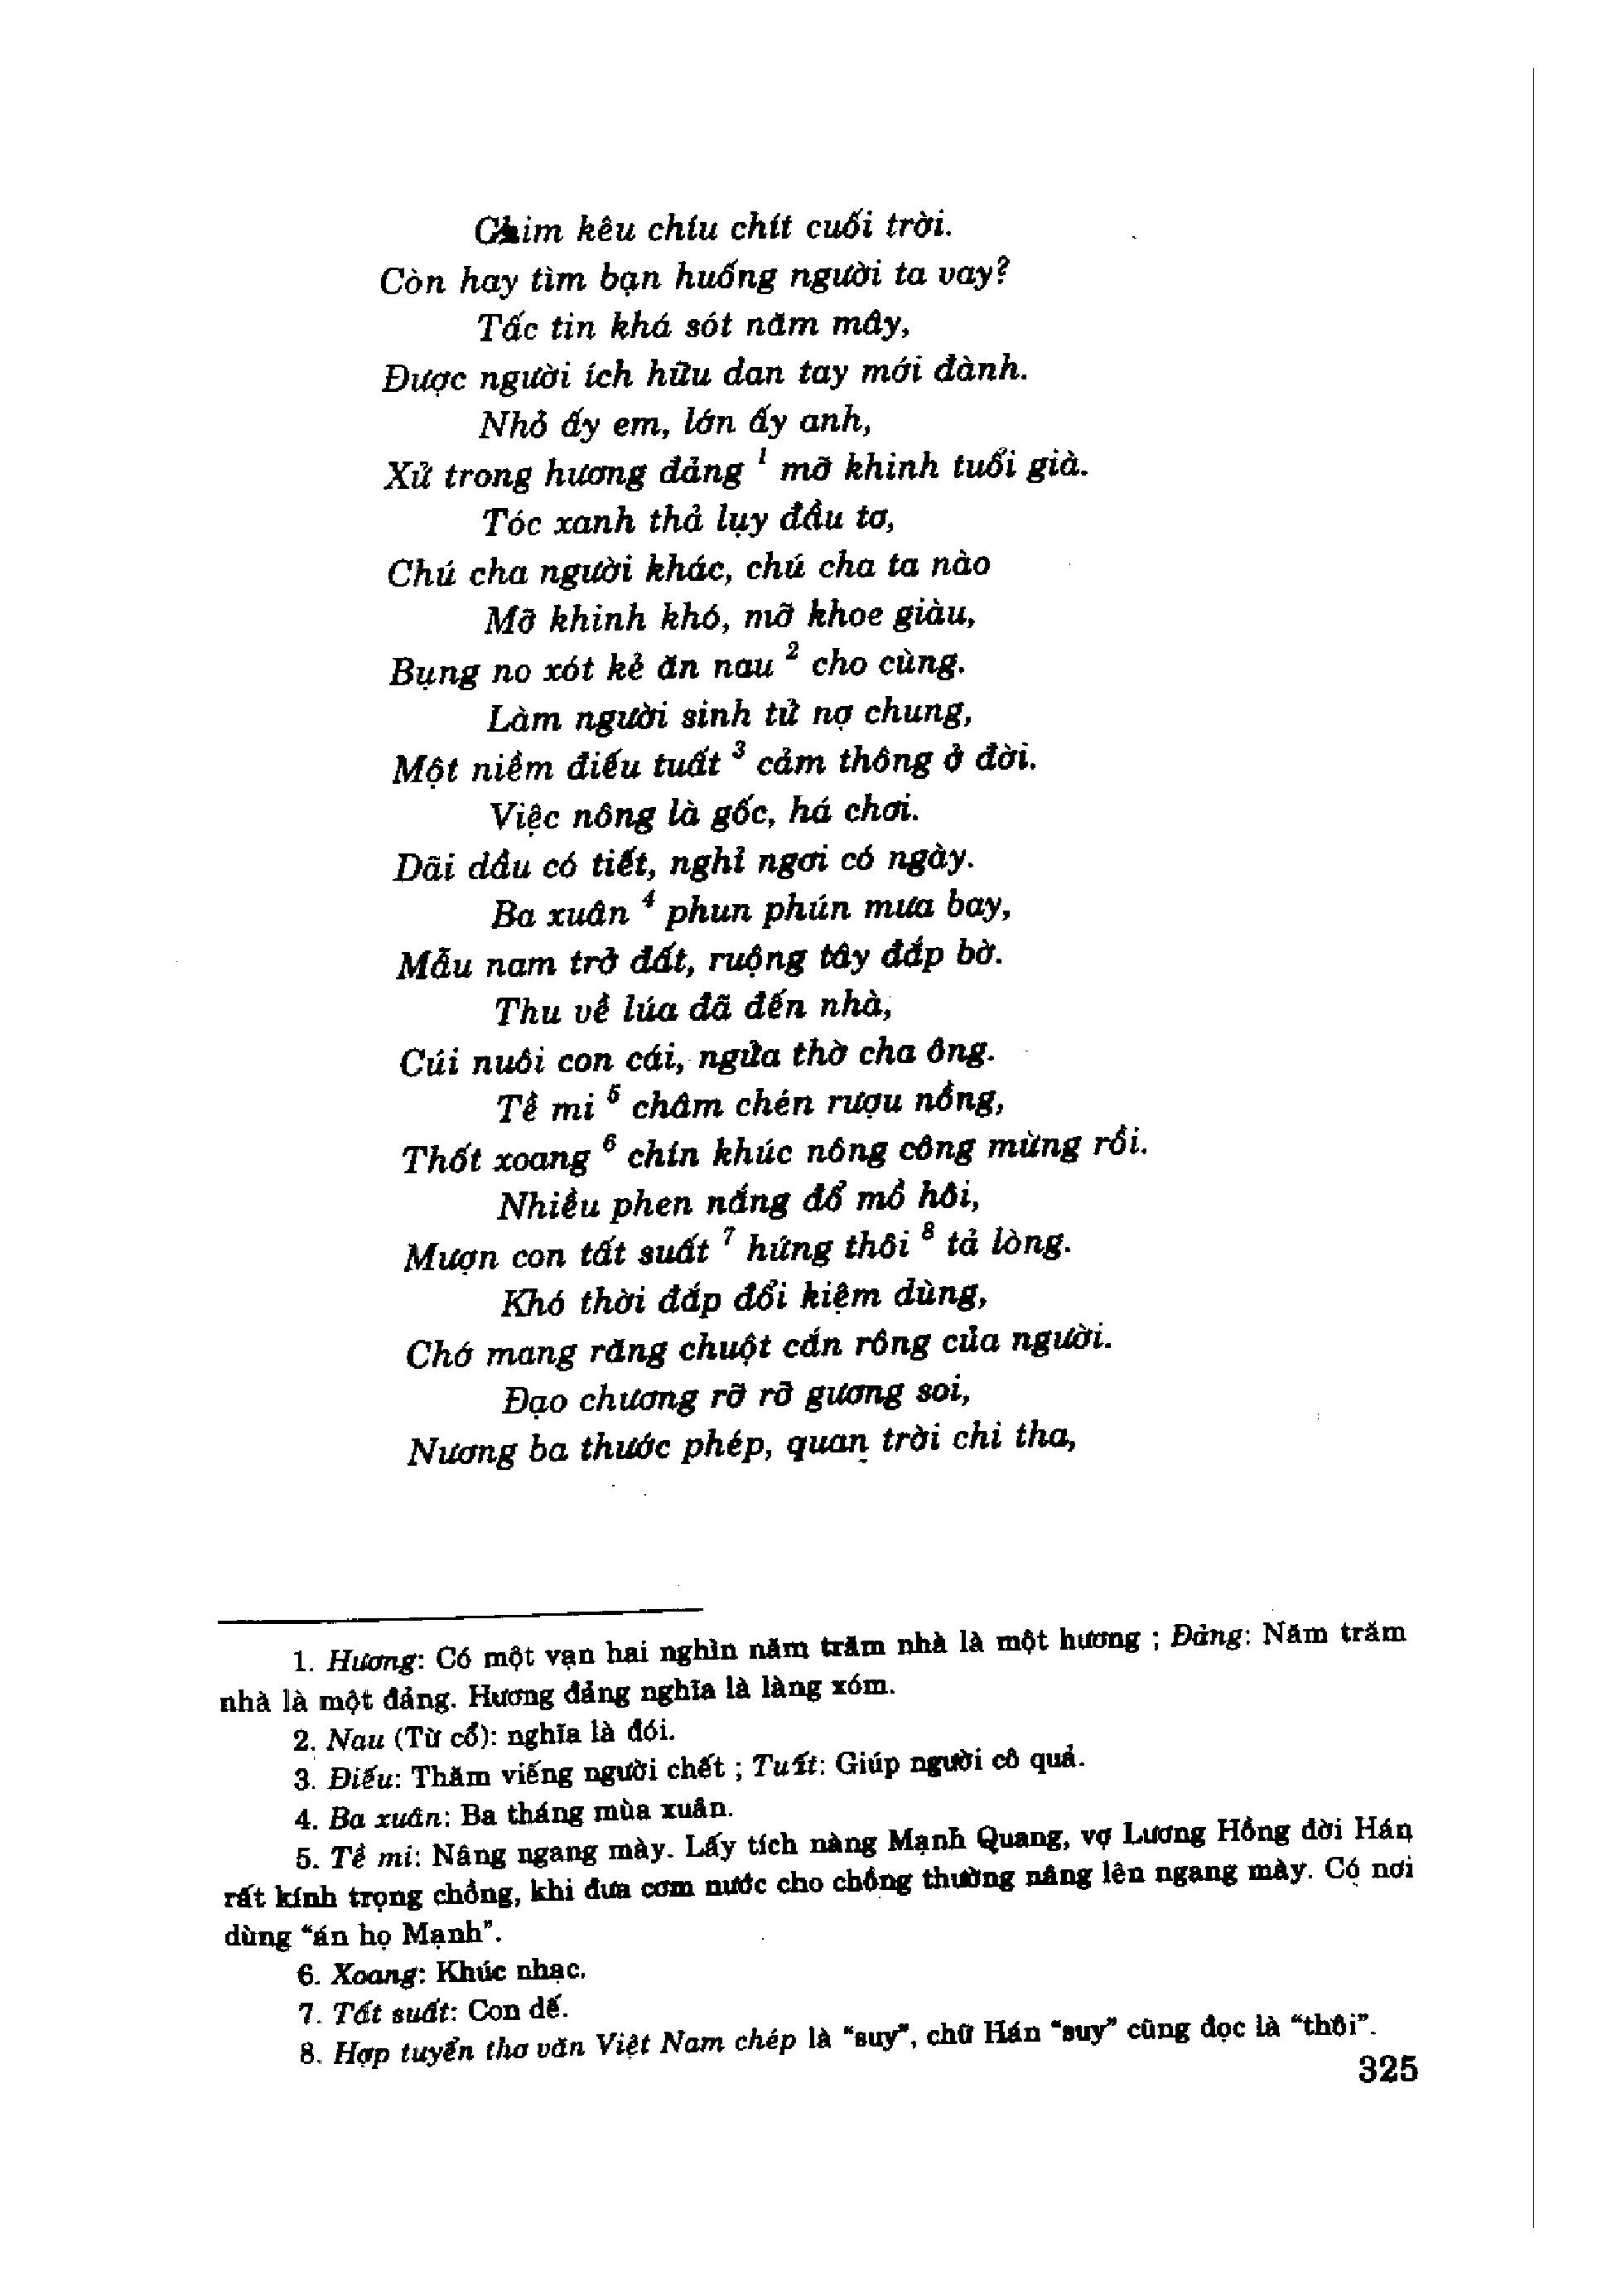 Chim kêu chíu chít cuối trời.
Còn hay tìm bạn huống người ta vay?
Tấc tin khá sót năm mây,
Được người ích hữu dan tay mới đành.
Nhỏ ấy em, lớn ấy anh,
Xử trong hương đảng ¹ mỡ khinh tuổi già.
Tóc xanh thả lụy đầu tơ,
Chú cha người khác, chú cha ta nào
Mỡ khinh khó, mỡ khoe giàu,
Bụng no xót kẻ ăn nau ² cho cùng.
Làm người sinh tử nợ chung,
Một niềm điếu tuất ³ cảm thông ở đời.
Việc nông là gốc, há chơi.
Dãi dầu có tiết, nghỉ ngơi có ngày.
Ba xuân ⁴ phun phún mưa bay,
Mẫu nam trở đất, ruộng tây đắp bờ.
Thu về lúa đã đến nhà,
Cúi nuôi con cái, ngửa thờ cha ông.
Tề mi ⁵ châm chén rượu nồng,
Thốt xoang ⁶ chín khúc nông công mừng rồi.
Nhiều phen nắng đổ mồ hôi,
Mượn con tất suất ⁷ hứng thôi ⁸ tả lòng.
Khó thời đắp đổi kiệm dùng,
Chớ mang răng chuột cắn rông của người.
Đạo chương rỡ rỡ gương soi,
Nương ba thước phép, quan trời chi tha,
1. Hương: Có một vạn hai nghìn năm trăm nhà là một hương ; Đảng: Năm trăm
nhà là một đảng. Hương đảng nghĩa là làng xóm.
2. Nau (Từ cổ): nghĩa là đói.
3. Điếu: Thăm viếng người chết ; Tuất: Giúp người cô quả.
4. Ba xuân: Ba tháng mùa xuân.
5. Tề mi: Nâng ngang mày. Lấy tích nàng Mạnh Quang, vợ Lương Hồng đời Hán
rất kính trọng chồng, khi đưa cơm nước cho chồng thường nâng lên ngang mày. Có nơi
dùng “án họ Mạnh”.
6. Xoang: Khúc nhạc.
7. Tất suất: Con dế.
8. Hợp tuyển thơ văn Việt Nam chép là “suy”, chữ Hán “suy” cũng đọc là “thôi”.
325